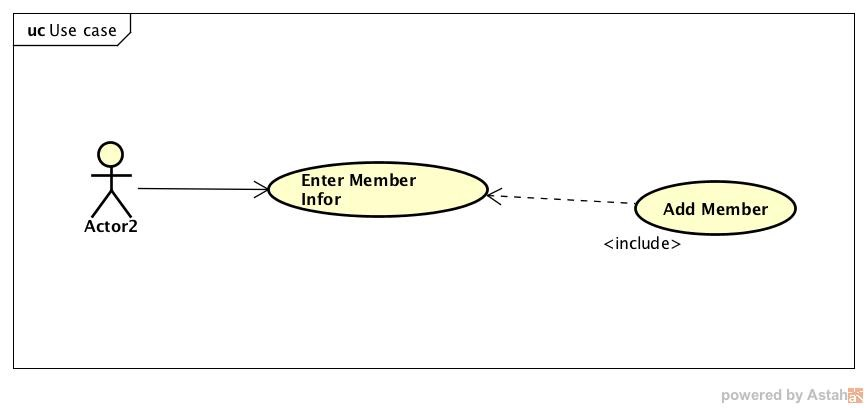 uc Use case
Enter Member
Infor
Add Member
Actor2
<include>
powered by Astah